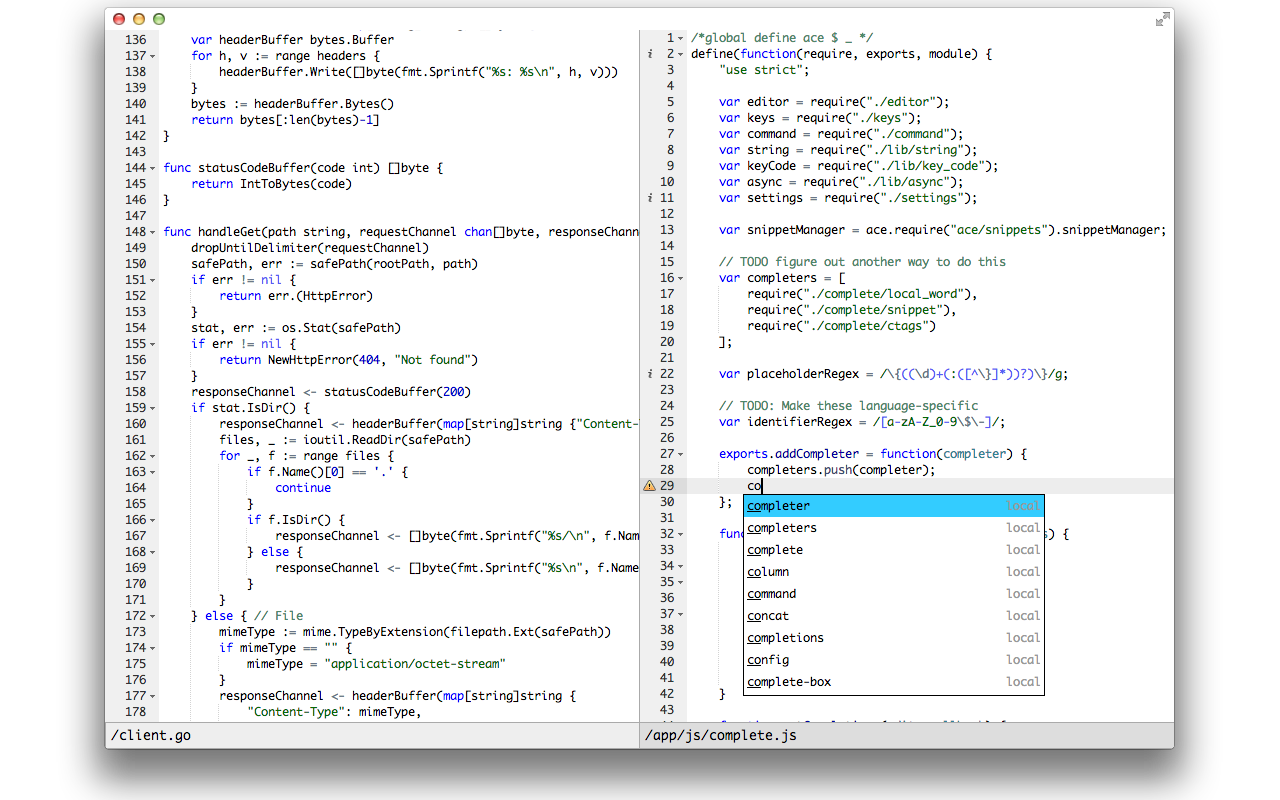 136 var headerBuffer bytes.Buffer
137 for h, v := range headers {
138 headerBuffer.Write([]byte(fmt.Sprintf("%s: %s\n", h, v)))
139 }
140 bytes := headerBuffer.Bytes()
141 return bytes[:len(bytes)-1]
142 }
143
144 func statusCodeBuffer(code int) []byte {
145 return IntToBytes(code)
146 }
147
148 func handleGet(path string, requestChannel chan[]byte, responseChann
149 dropUntilDelimiter(requestChannel)
150 safePath, err := safePath(rootPath, path)
151 if err != nil {
152 return err.(HttpError)
153 }
154 stat, err := os.Stat(safePath)
155 if err != nil {
156 return NewHttpError(404, "Not found")
157 }
158 responseChannel <- statusCodeBuffer(200)
159 if stat.IsDir() {
160 responseChannel <- headerBuffer(map[string]string {"Content-
161 files, _ := ioutil.ReadDir(safePath)
162 for _, f := range files {
163 if f.Name()[0] == '.' {
164 continue
165 }
166 if f.IsDir() {
167 responseChannel <- []byte(fmt.Sprintf("%s/\n", f.Nam
168 } else {
169 responseChannel <- []byte(fmt.Sprintf("%s\n", f.Name
170 }
171 }
172 } else { // File
173 mimeType := mime.TypeByExtension(filepath.Ext(safePath))
174 if mimeType == "" {
175 mimeType = "application/octet-stream"
176 }
177 responseChannel <- headerBuffer(map[string]string {
178 "Content-Type": mimeType,
/client.go
1 /*global define ace $ _ */
i 2 define(function(require, exports, module) {
3 "use strict";
4
5 var editor = require("./editor");
6 var keys = require("./keys");
7 var command = require("./command");
8 var string = require("./lib/string");
9 var keyCode = require("./lib/key_code");
10 var async = require("./lib/async");
i 11 var settings = require("./settings");
12
13 var snippetManager = ace.require("ace/snippets").snippetManager;
14
15 // TODO figure out another way to do this
16 var completers = [
17 require("./complete/local_word"),
18 require("./complete/snippet"),
19 require("./complete/ctags")
20 ];
21
i 22 var placeholderRegex = /\{((\d)+(:([^\}]*))?)\}/g;
23
24 // TODO: Make these language-specific
25 var identifierRegex = /[a-zA-Z_0-9\$\-]/;
26
27 exports.addCompleter = function(completer) {
28 completers.push(completer);
29 co
30 };
31
32 func s) {
33
34
35
36
37
38
39
40
41
42 }
43
completer local
completers local
complete local
column local
command local
concat local
completions local
config local
complete-box local
/app/js/complete.js